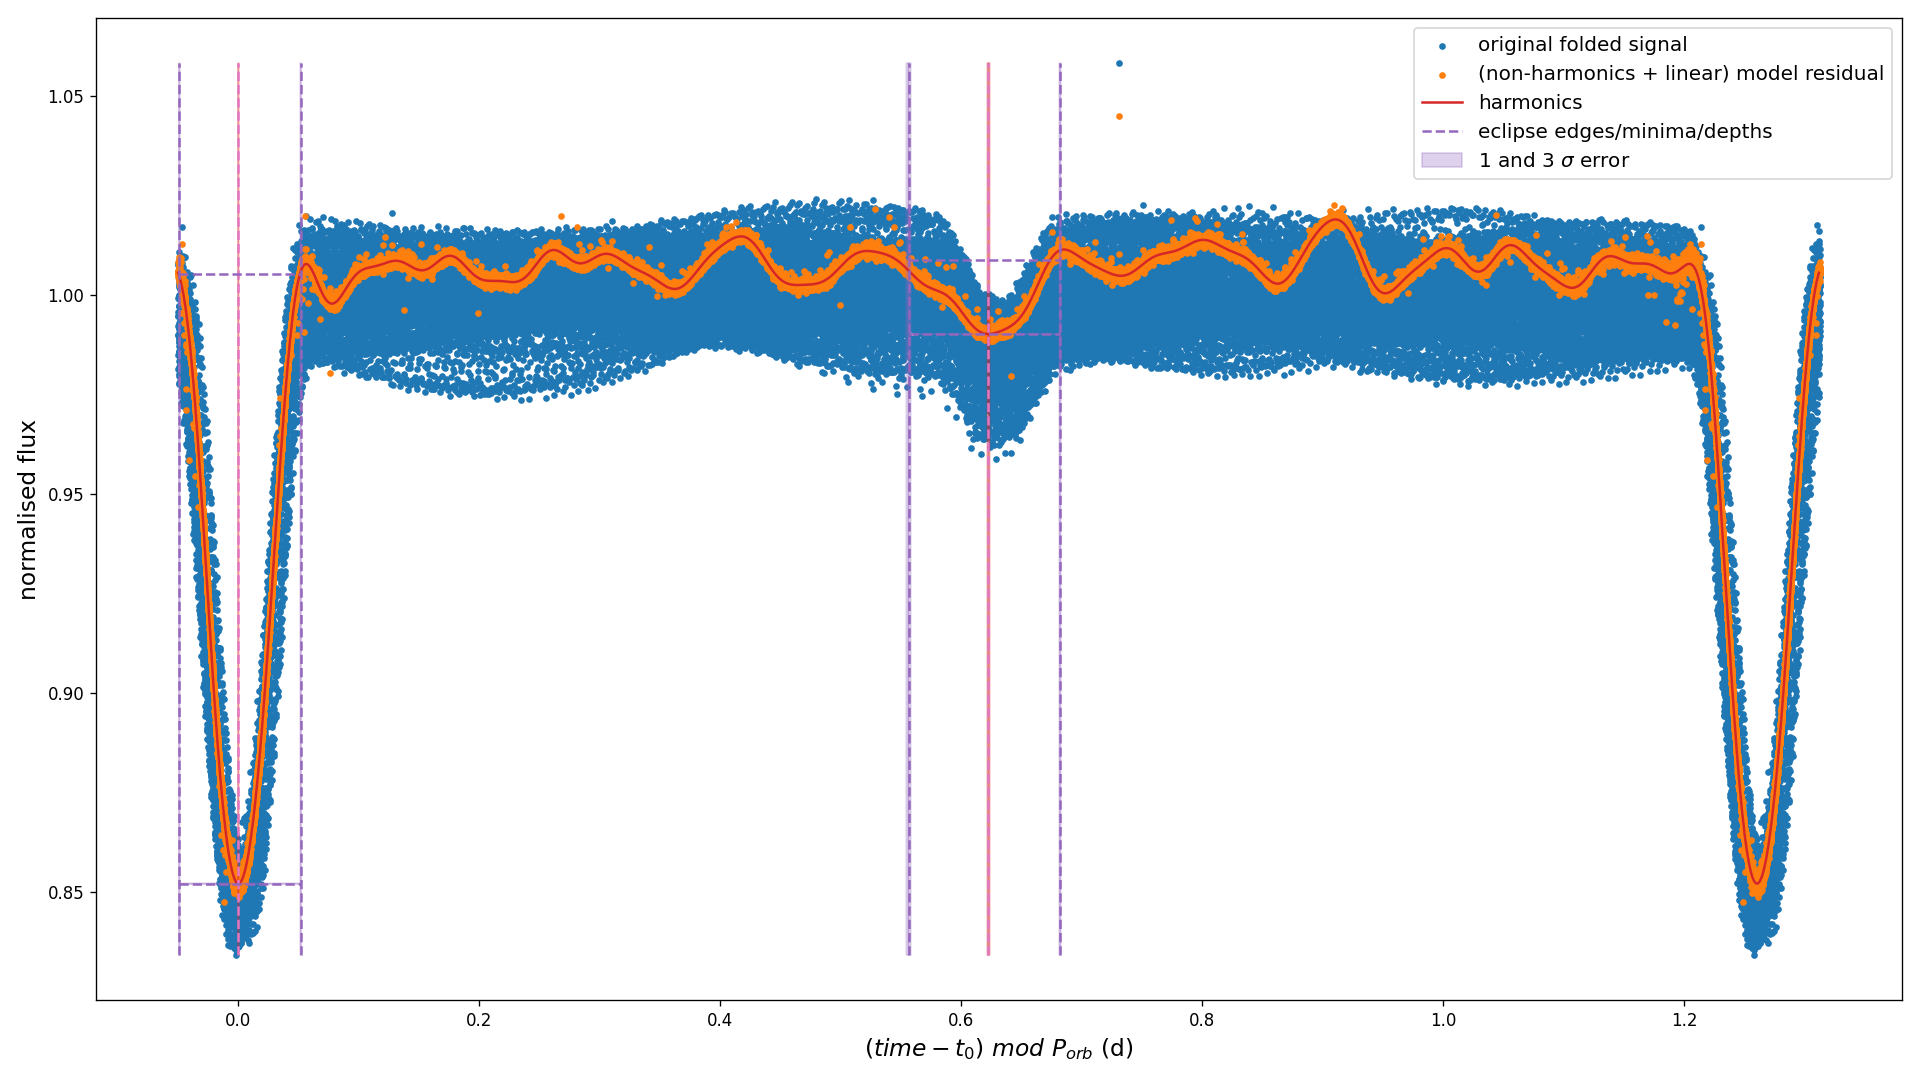 original folded signal
(non-harmonics + linear) model residual
harmonics
eclipse edges/minima/depths
1 and 3 σ error
normalised flux
1.05
1.00
0.95
0.90
0.85
0.0 0.2 0.4 0.6 0.8 1.0 1.2
(time − t₀) mod Pₒᵣb (d)